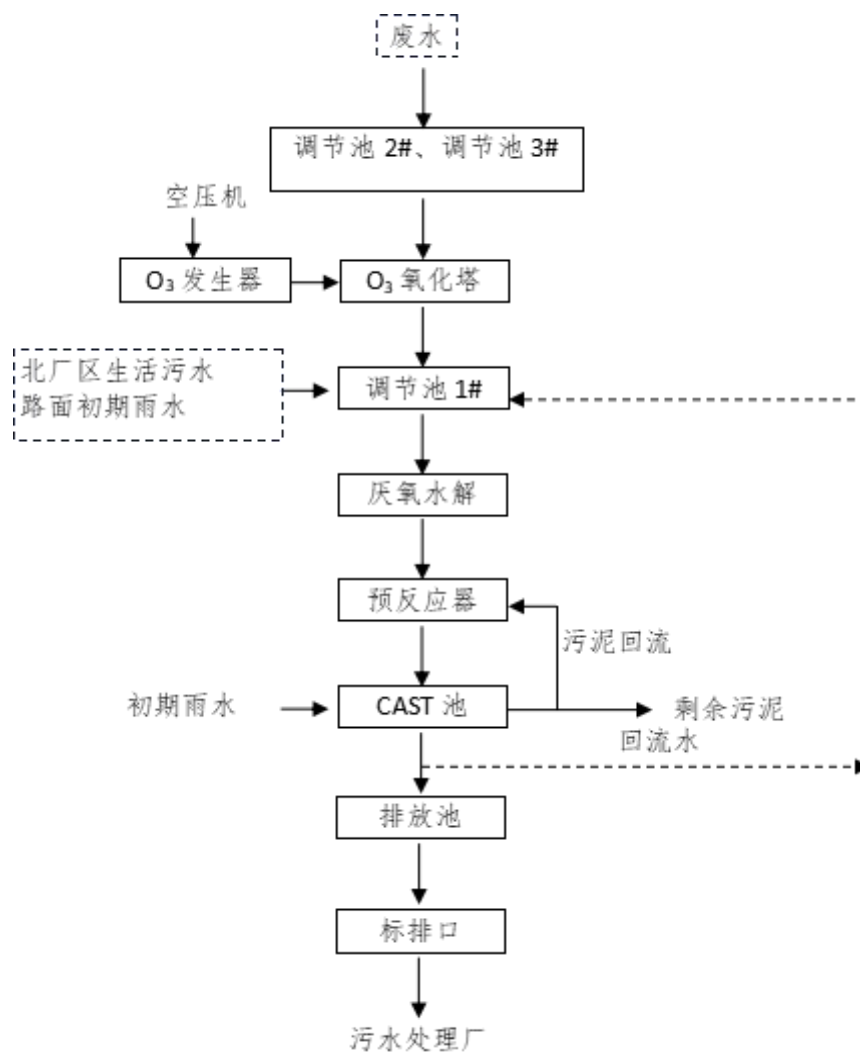 废水
调节池 2#、调节池 3#
空压机
O₃ 发生器
O₃ 氧化塔
北厂区生活污水
路面初期雨水
调节池 1#
厌氧水解
预反应器
污泥回流
初期雨水
CAST 池
剩余污泥
回流水
排放池
标排口
污水处理厂